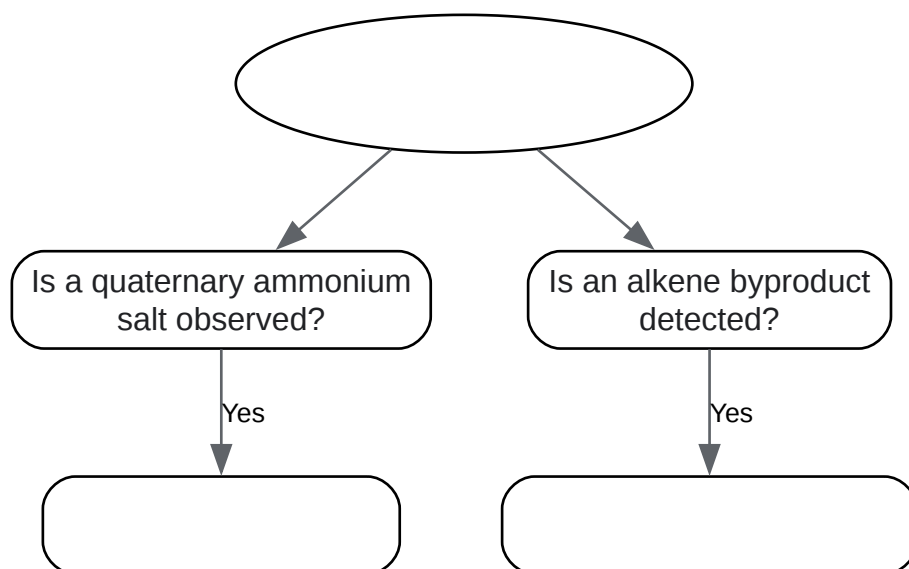 Is a quaternary ammonium
salt observed?
Is an alkene byproduct
detected?
Yes
Yes